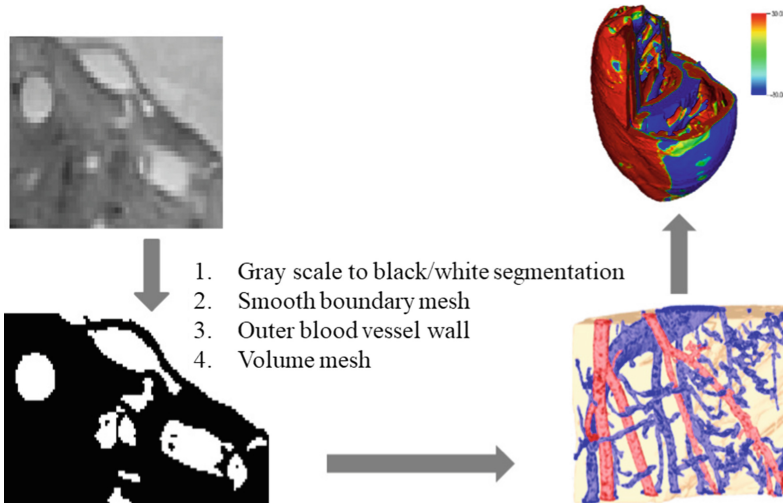 1. Gray scale to black/white segmentation
2. Smooth boundary mesh
3. Outer blood vessel wall
4. Volume mesh